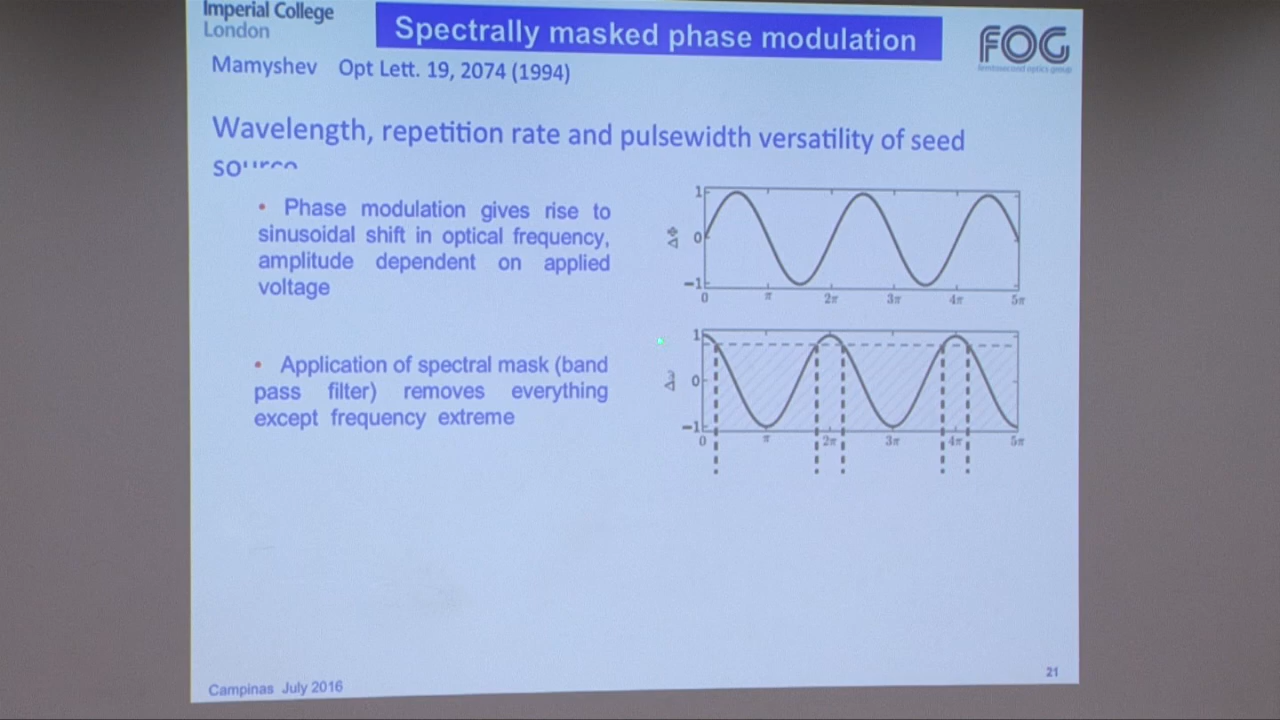 Imperial College
London
Spectrally masked phase modulation
FOG
femtosecond optics group
Mamyshev Opt Lett. 19, 2074 (1994)
Wavelength, repetition rate and pulsewidth versatility of seed
• Phase modulation gives rise to
sinusoidal shift in optical frequency,
amplitude dependent on applied
voltage
1
0
−1
ΔΦ
0 π 2π 3π 4π 5π
• Application of spectral mask (band
pass filter) removes everything
except frequency extreme
1
0
−1
Δω
0 π 2π 3π 4π 5π
Campinas July 2016
21